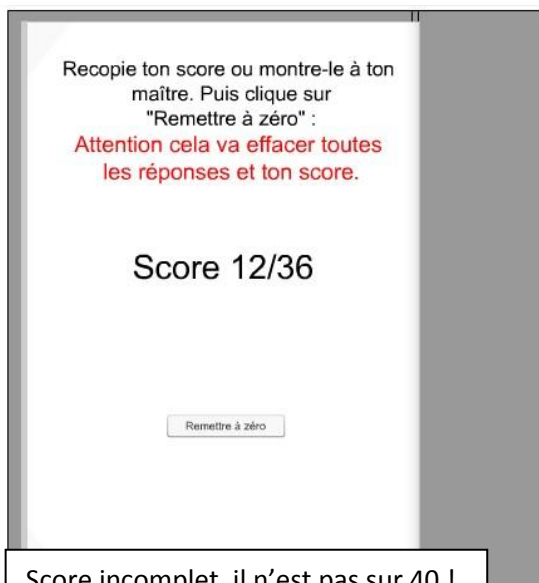 Recopie ton score ou montre-le à ton
maître. Puis clique sur
"Remettre à zéro" :
Attention cela va effacer toutes
les réponses et ton score.
Score 12/36
Remettre à zéro
Score incomplet, il n'est pas sur 40 !